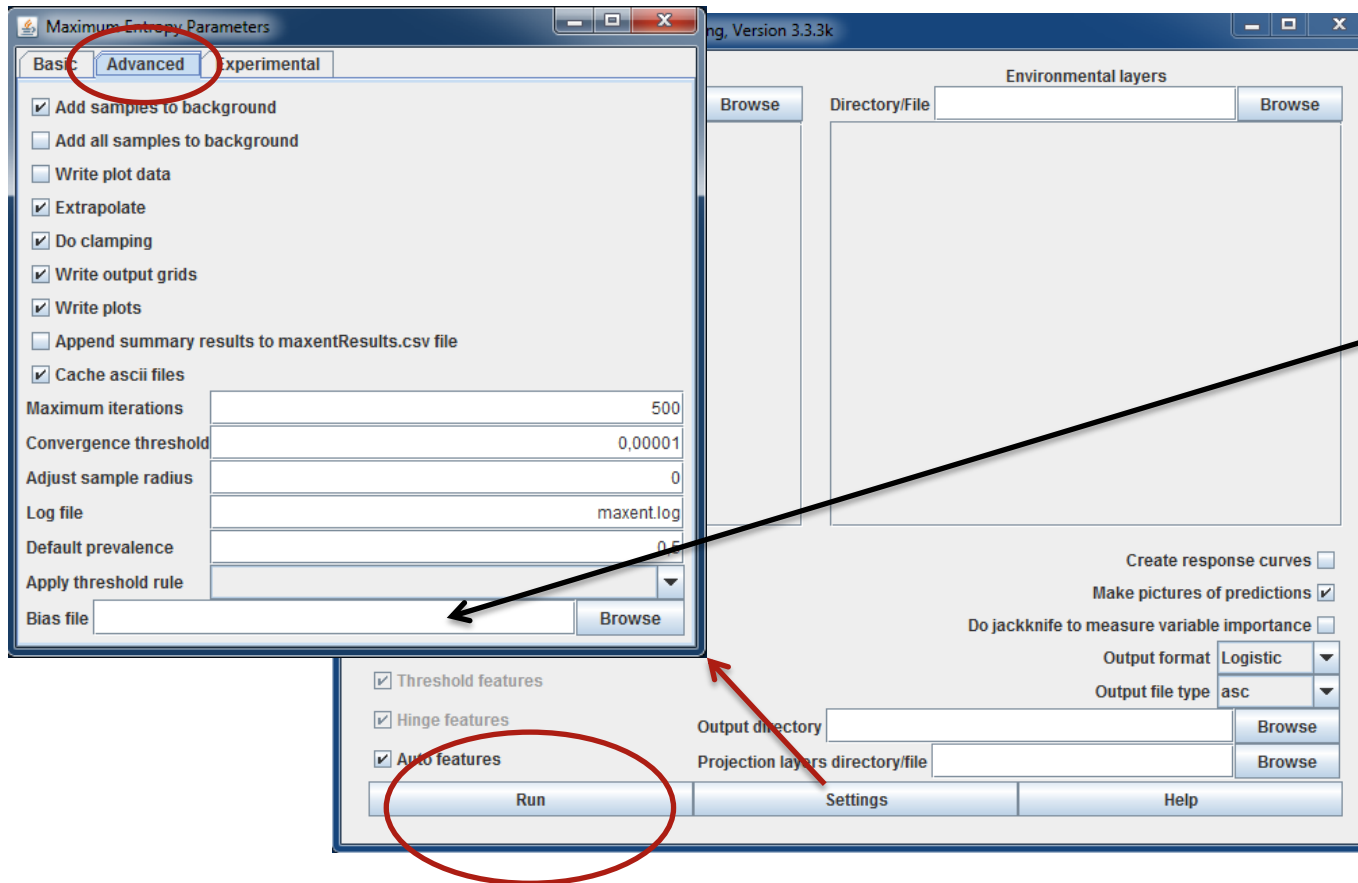 Maximum Entropy Parameters
Basic Advanced Experimental
Add samples to background
Add all samples to background
Write plot data
Extrapolate
Do clamping
Write output grids
Write plots
Append summary results to maxentResults.csv file
Cache ascii files
Maximum iterations 500
Convergence threshold 0,00001
Adjust sample radius 0
Log file maxent.log
Default prevalence 0,5
Apply threshold rule
Bias file Browse
ng, Version 3.3.3k
Environmental layers
Browse Directory/File Browse
Create response curves
Make pictures of predictions
Do jackknife to measure variable importance
Output format Logistic
Output file type asc
Threshold features
Hinge features
Auto features
Output directory Browse
Projection layers directory/file Browse
Run Settings Help